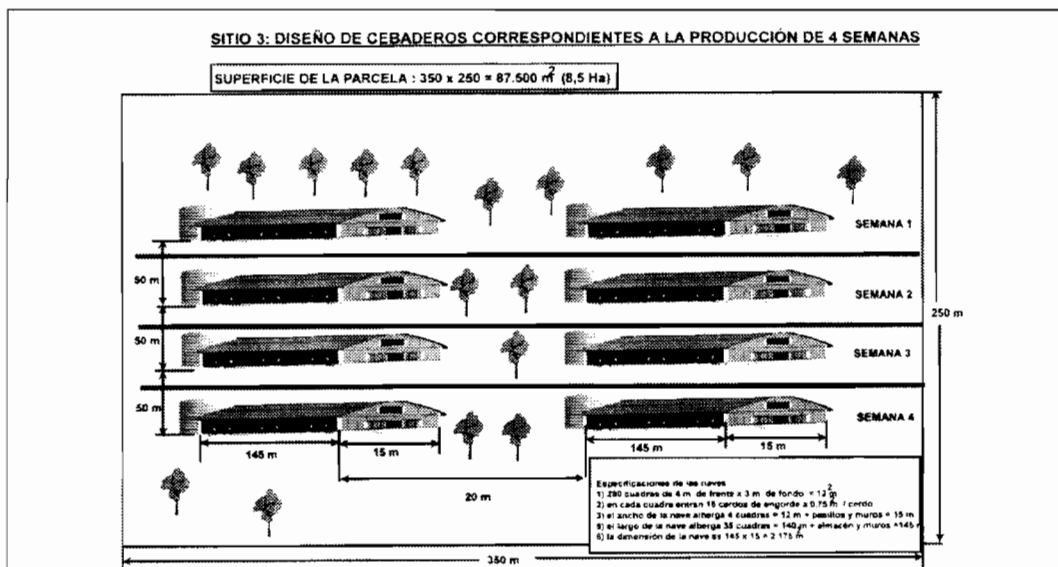 SITIO 3: DISEÑO DE CEBADEROS CORRESPONDIENTES A LA PRODUCCIÓN DE 4 SEMANAS
SUPERFICIE DE LA PARCELA : 350 x 250 = 87.500 m² (8,5 Ha)
SEMANA 1
50 m
SEMANA 2
250 m
50 m
SEMANA 3
50 m
SEMANA 4
145 m
15 m
145 m
15 m
20 m
Especificaciones de las naves
1) 280 cuadras de 4 m de frente x 3 m de fondo = 12 m²
2) en cada cuadra entran 16 cerdos de engorde a 0.75 m² / cerdo
3) el ancho de la nave alberga 4 cuadras = 12 m + pasillos y muros = 15 m
el largo de la nave alberga 35 cuadras = 140 m + almacén y muros =145 m
la dimensión de la nave es 145 x 15 = 2 175 m²
350 m